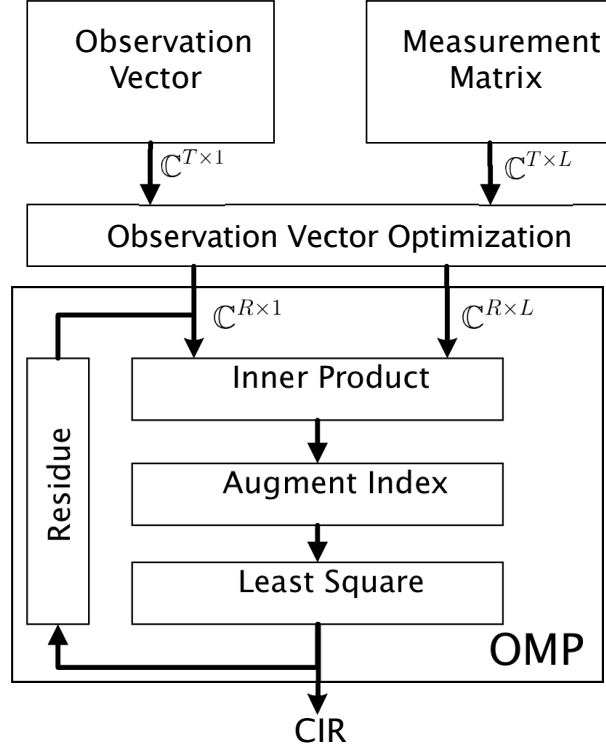 Observation
Vector
Measurement
Matrix
ℂ^{T×1}
ℂ^{T×L}
Observation Vector Optimization
ℂ^{R×1}
ℂ^{R×L}
Inner Product
Augment Index
Residue
Least Square
OMP
CIR